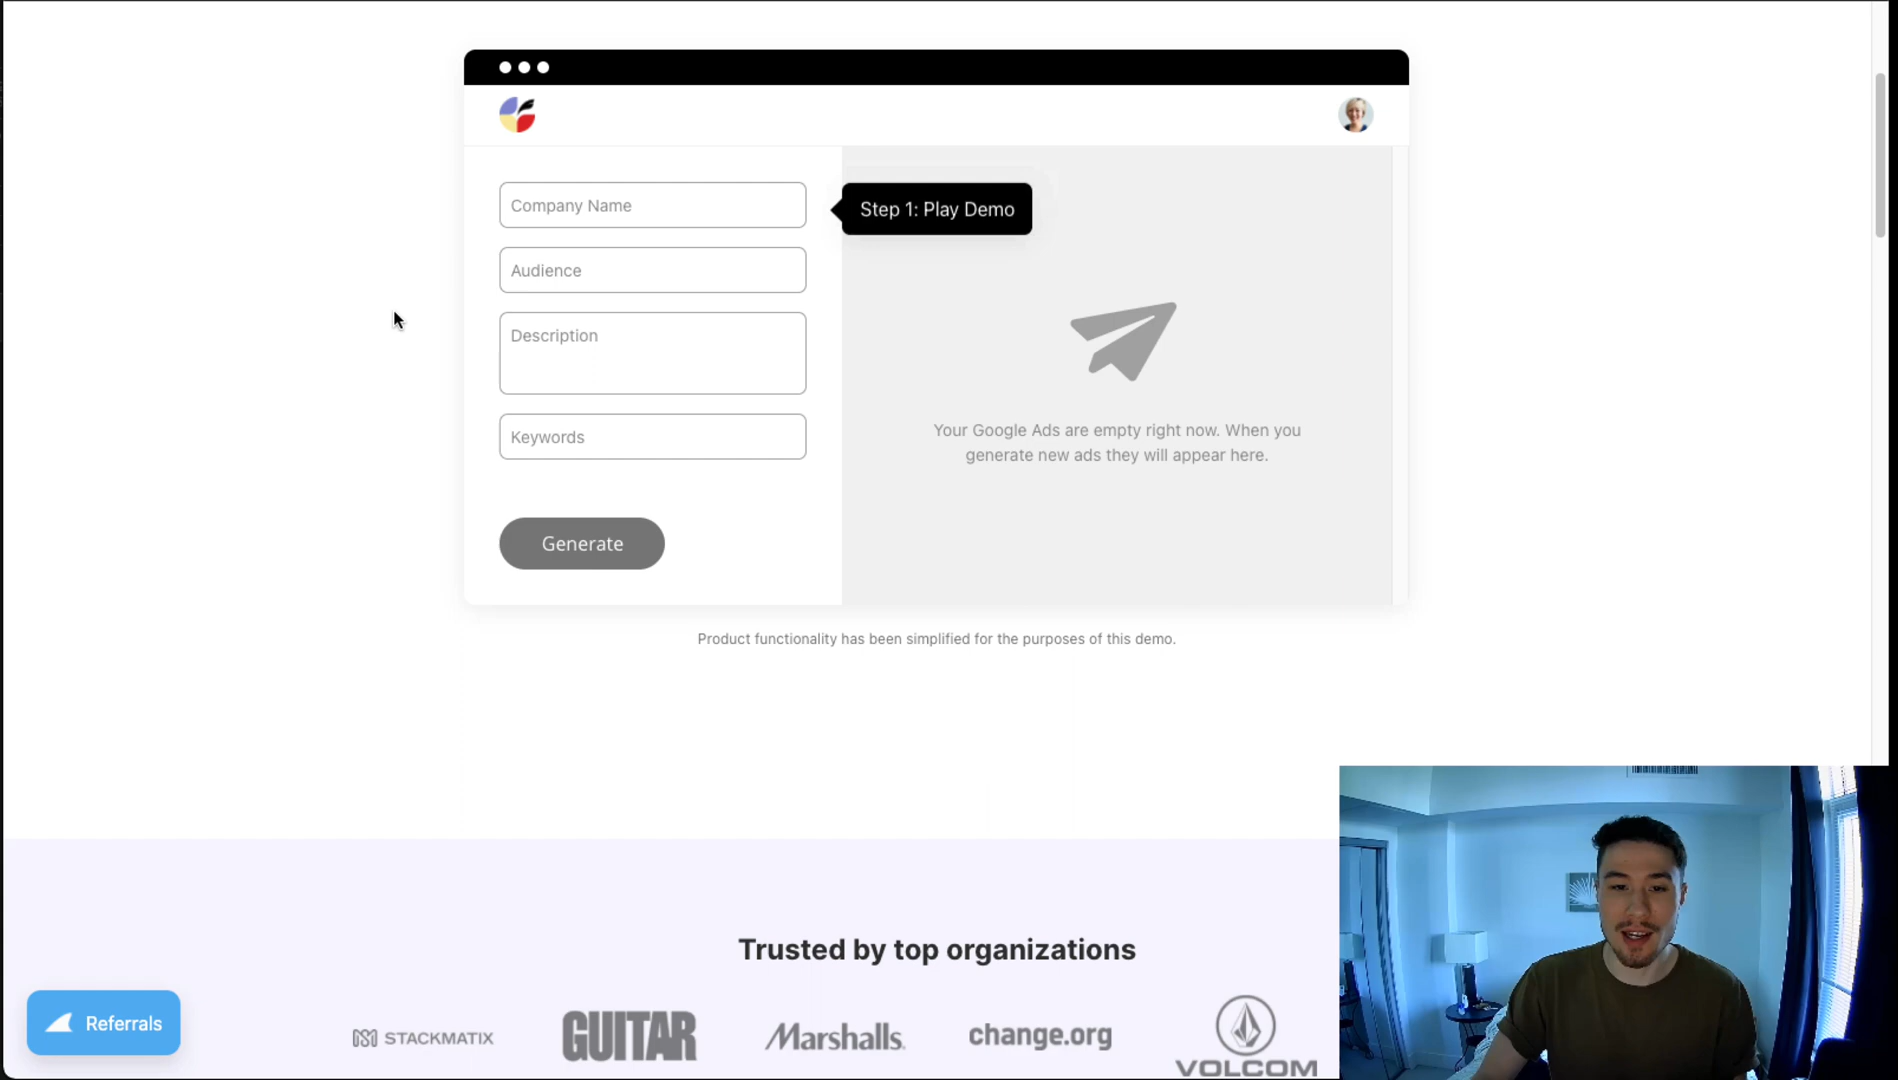 Company Name
Step 1: Play Demo
Audience
Description
Keywords
Your Google Ads are empty right now. When you
generate new ads they will appear here.
Generate
Product functionality has been simplified for the purposes of this demo.
Trusted by top organizations
Referrals
STACKMATIX
GUITAR
Marshalls.
change.org
VOLCOM